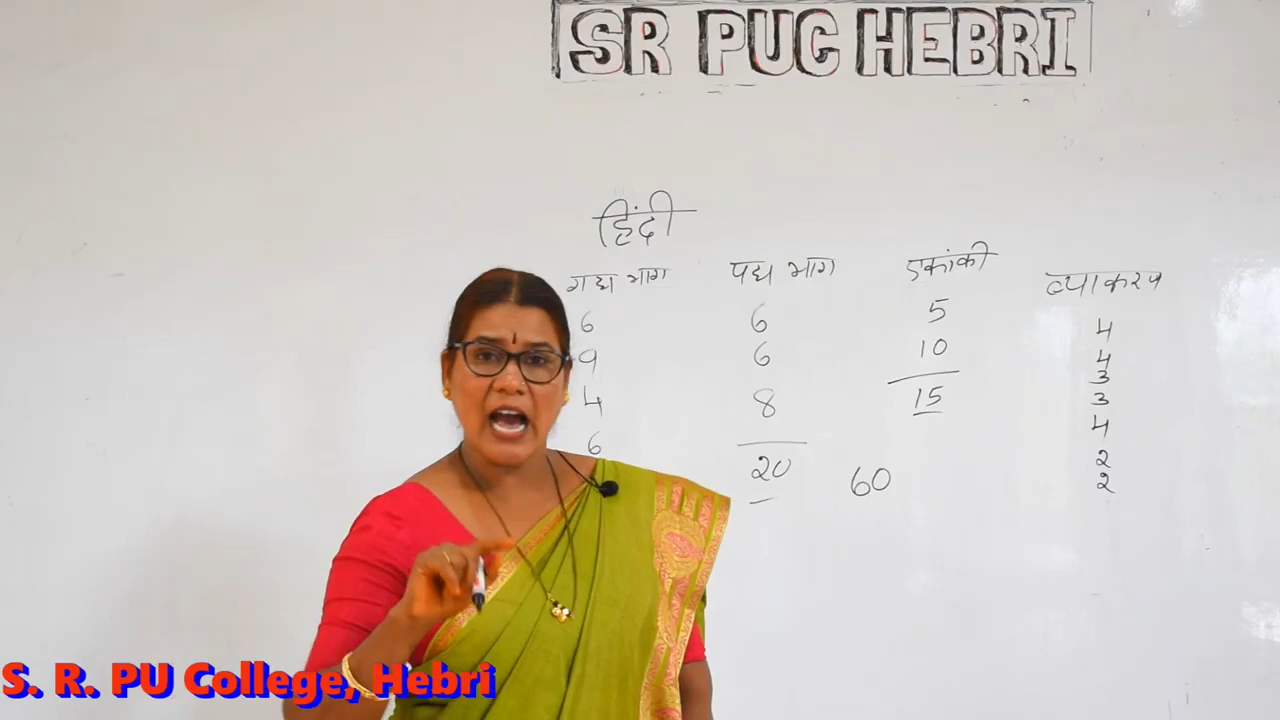 SR PUC HEBRI
हिंदी
गद्य भाग पद्य भाग एकांकी व्याकरण
6 6 5 4
9 6 10 4
3
4 8 15 3
4
6 20 60 2
2
S. R. PU College, Hebri